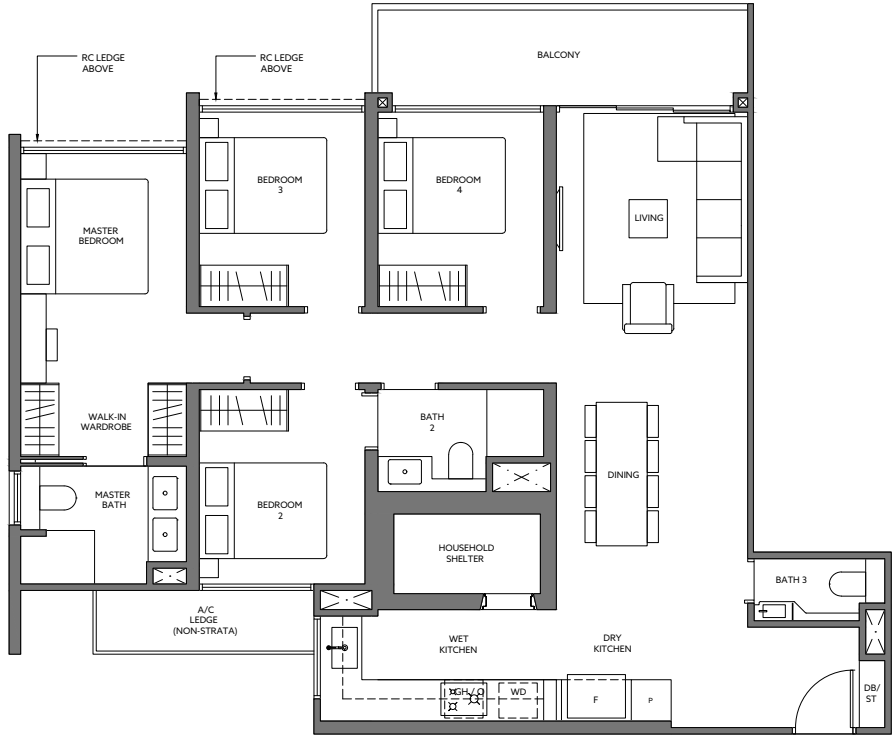 BALCONY
RC LEDGE
ABOVE
RC LEDGE
ABOVE
BEDROOM
3
BEDROOM
4
MASTER
BEDROOM
LIVING
WALK-IN
WARDROBE
BATH
2
MASTER
BATH
BEDROOM
2
DINING
HOUSEHOLD
SHELTER
BATH 3
A/C
LEDGE
(NON-STRATA)
WET
KITCHEN
DRY
KITCHEN
WD
F
P
DB/
ST